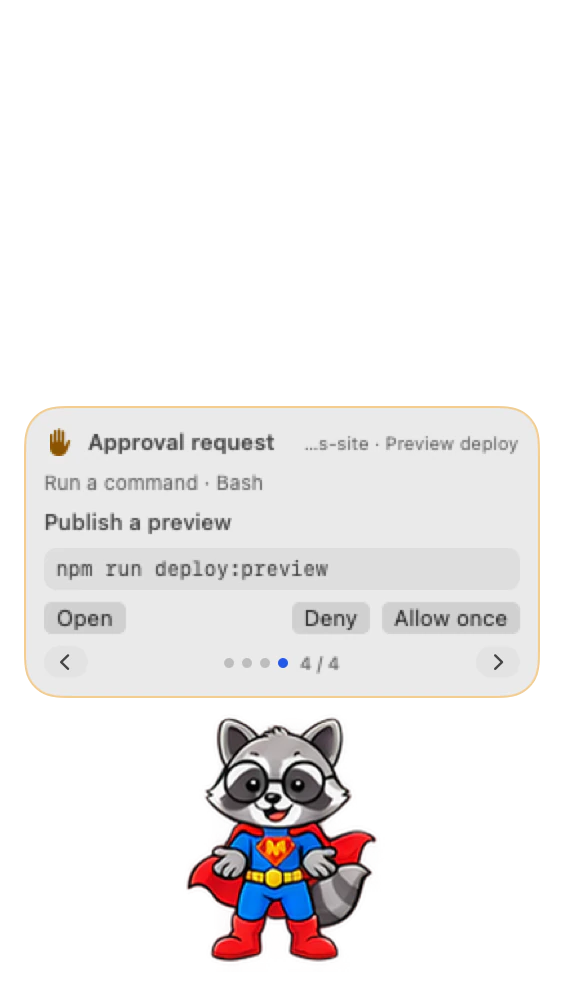 Approval request
...s-site · Preview deploy
Run a command · Bash
Publish a preview
npm run deploy:preview
Open
Deny
Allow once
4 / 4
M